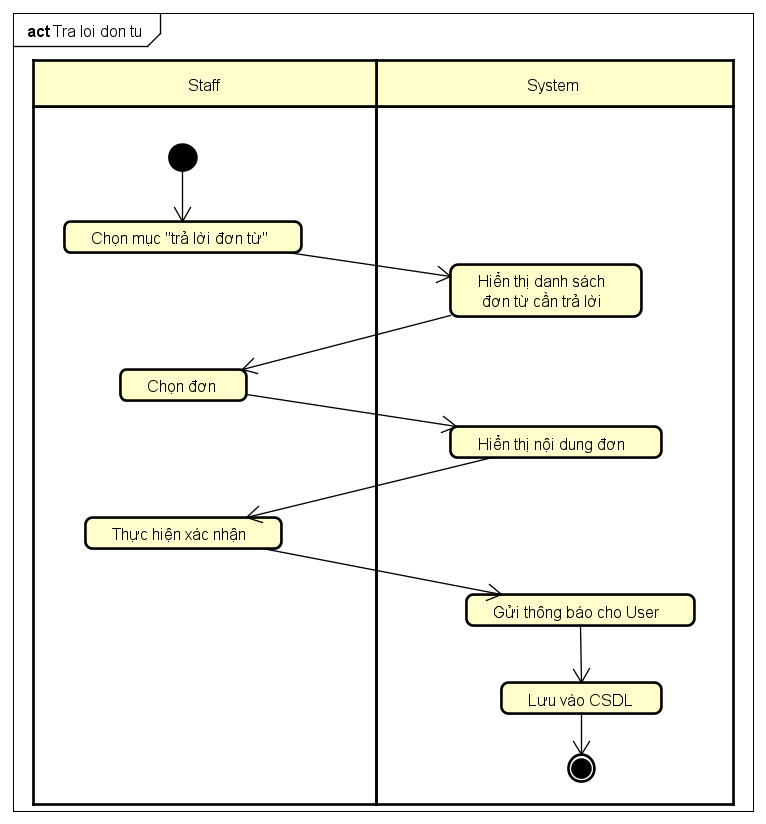 act Tra loi don tu
Staff
System
Chọn mục "trả lời đơn từ"
Hiển thị danh sách
đơn từ cần trả lời
Chọn đơn
Hiển thị nội dung đơn
Thực hiện xác nhận
Gửi thông báo cho User
Lưu vào CSDL